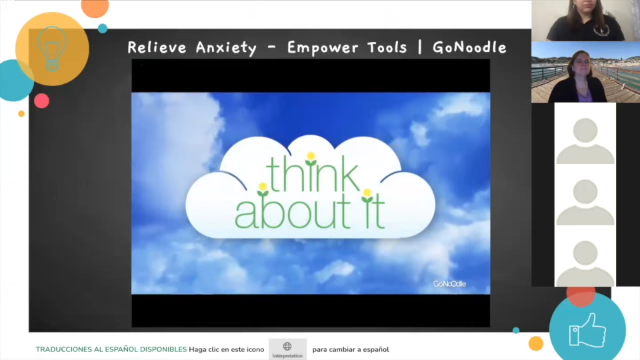 Relieve Anxiety - Empower Tools | GoNoodle
think
about it
GoNoodle
TRADUCCIONES AL ESPAÑOL DISPONIBLES Haga clic en este icono
Interpretation
para cambiar a español